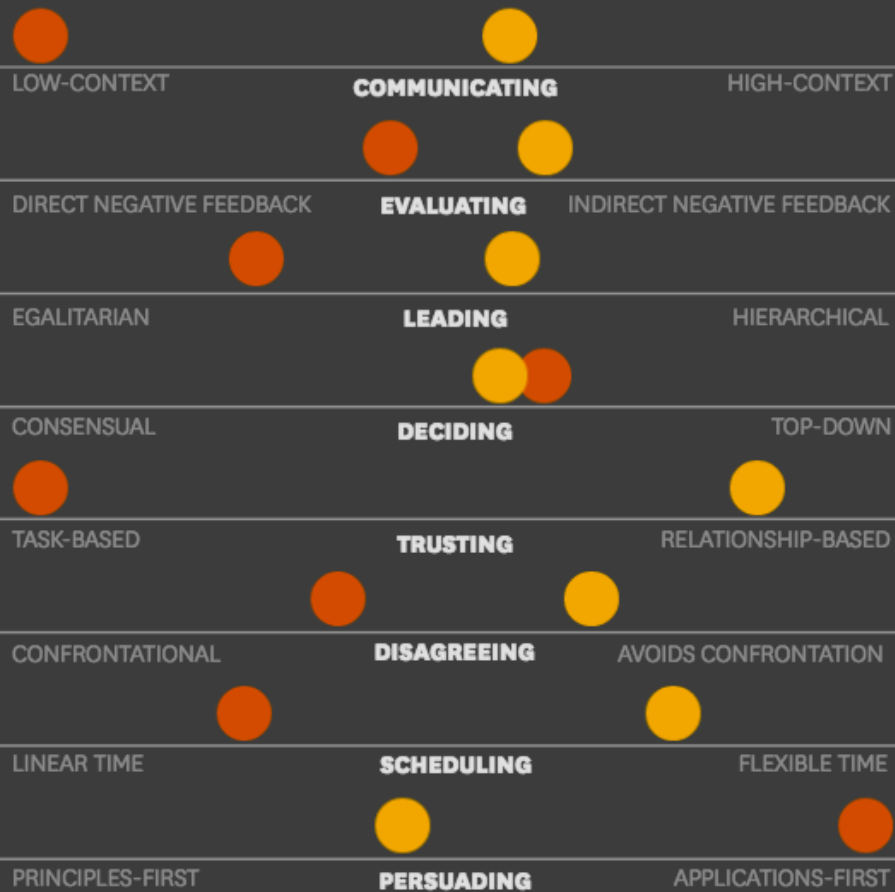 LOW-CONTEXT COMMUNICATING HIGH-CONTEXT
DIRECT NEGATIVE FEEDBACK EVALUATING INDIRECT NEGATIVE FEEDBACK
EGALITARIAN LEADING HIERARCHICAL
CONSENSUAL DECIDING TOP-DOWN
TASK-BASED TRUSTING RELATIONSHIP-BASED
CONFRONTATIONAL DISAGREEING AVOIDS CONFRONTATION
LINEAR TIME SCHEDULING FLEXIBLE TIME
PRINCIPLES-FIRST PERSUADING APPLICATIONS-FIRST